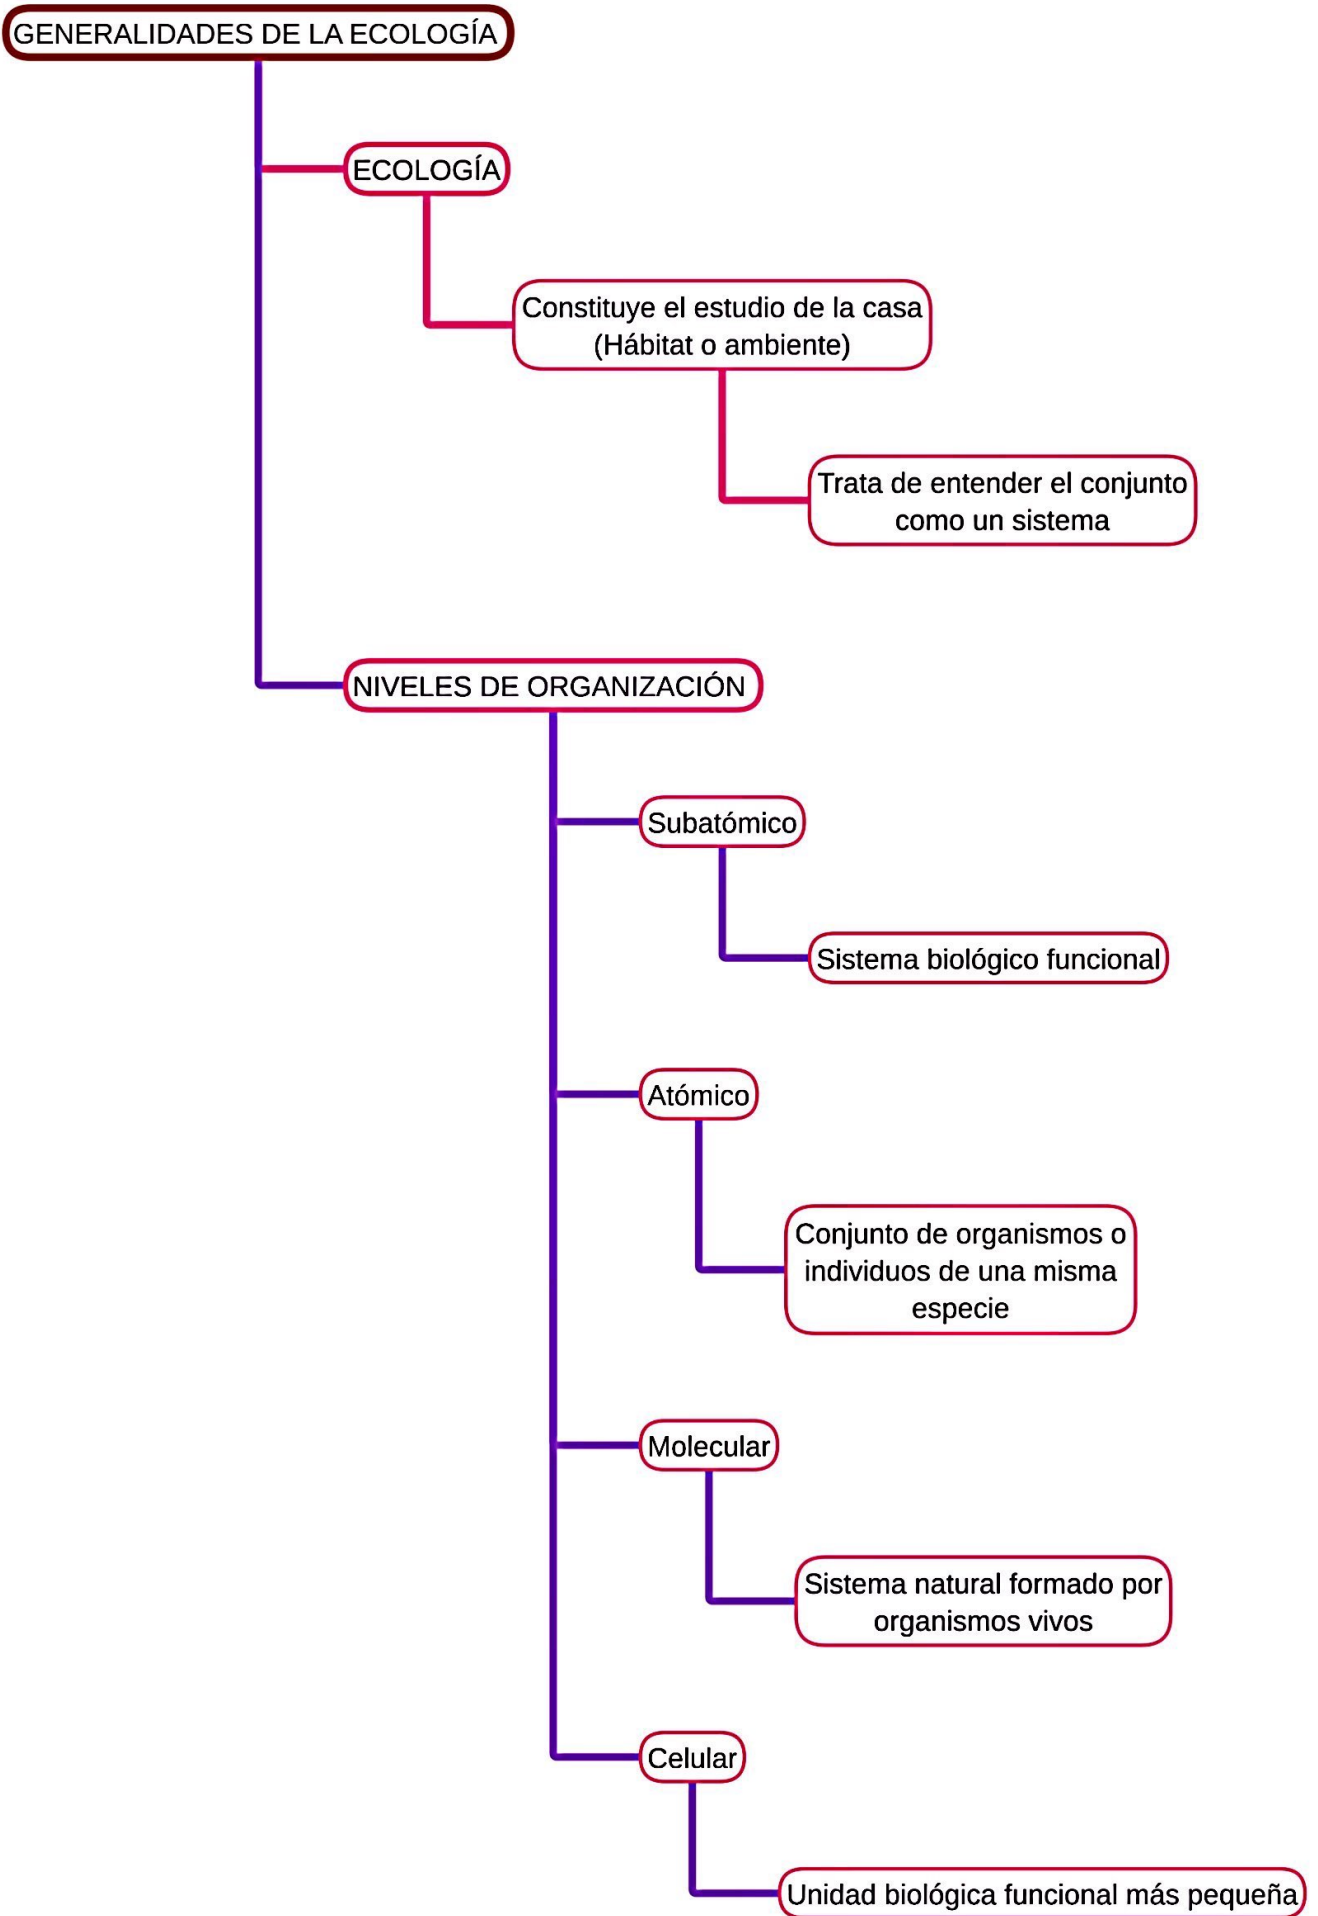 GENERALIDADES DE LA ECOLOGÍA
ECOLOGÍA
Constituye el estudio de la casa
(Hábitat o ambiente)
Trata de entender el conjunto
como un sistema
NIVELES DE ORGANIZACIÓN
Subatómico
Sistema biológico funcional
Atómico
Conjunto de organismos o
individuos de una misma
especie
Molecular
Sistema natural formado por
organismos vivos
Celular
Unidad biológica funcional más pequeña